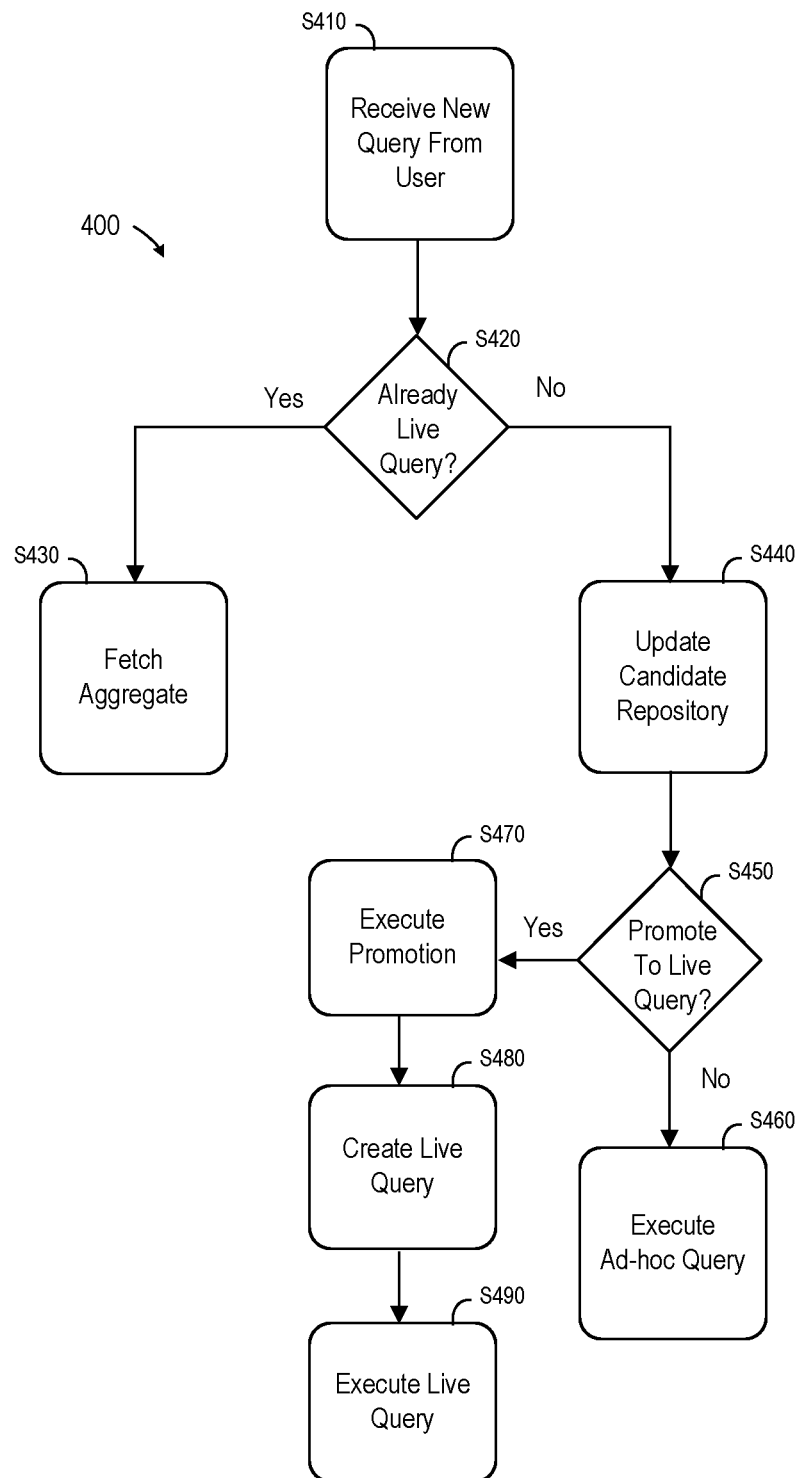 S410
Receive New
Query From
User
400
S420
Already
Live
Query?
Yes
No
S430
Fetch
Aggregate
S440
Update
Candidate
Repository
S450
Promote
To Live
Query?
Yes
No
S470
Execute
Promotion
S480
Create Live
Query
S460
Execute
Ad-hoc Query
S490
Execute Live
Query